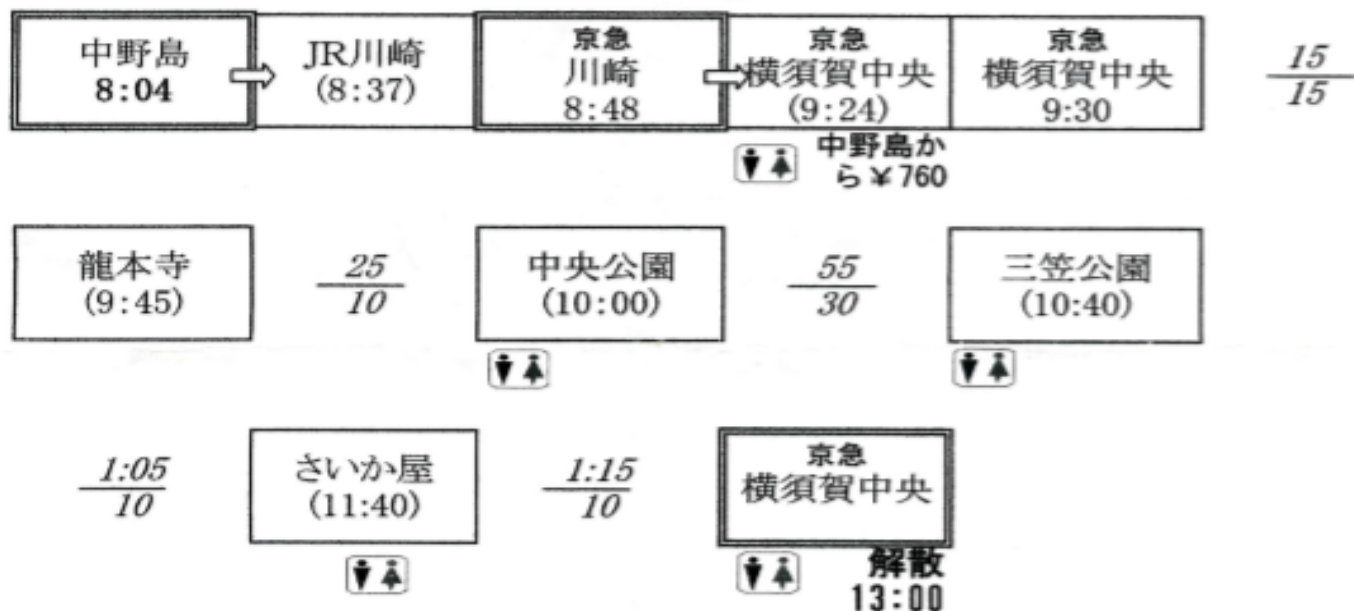 中野島
8:04
JR川崎
(8:37)
京急
川崎
8:48
京急
横須賀中央
(9:24)
京急
横須賀中央
9:30
15
15
中野島か
ら¥760
龍本寺
(9:45)
25
10
中央公園
(10:00)
55
30
三笠公園
(10:40)
1:05
10
さいか屋
(11:40)
1:15
10
京急
横須賀中央
解散
13:00